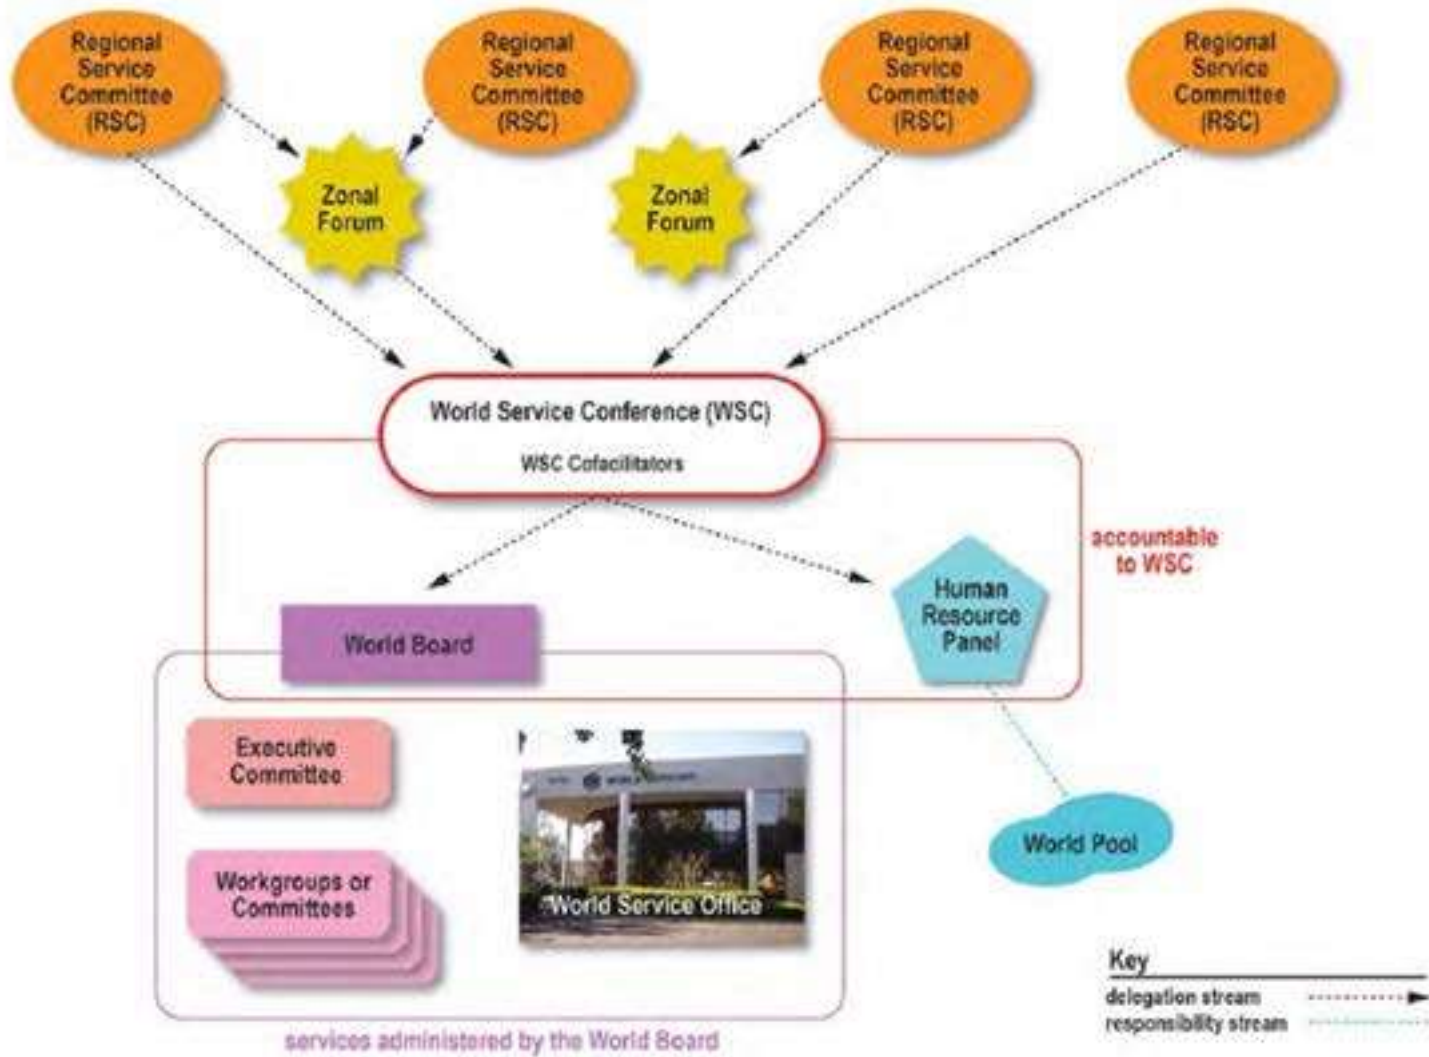 Regional
Service
Committee
(RSC)
Regional
Service
Committee
(RSC)
Regional
Service
Committee
(RSC)
Regional
Service
Committee
(RSC)
Zonal
Forum
Zonal
Forum
World Service Conference (WSC)
WSC Cofacilitators
accountable
to WSC
Human
Resource
Panel
World Board
Executive
Committee
World Pool
Workgroups or
Committees
World Service Office
Key
delegation stream
responsibility stream
services administered by the World Board